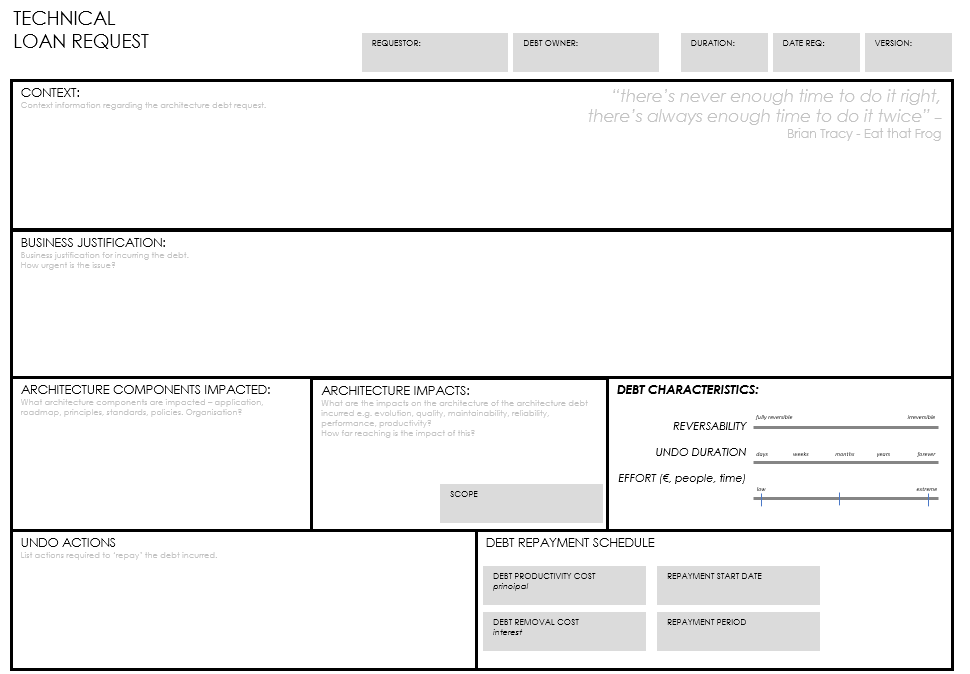 TECHNICAL
LOAN REQUEST
REQUESTOR:
DEBT OWNER:
DURATION:
DATE REQ:
VERSION:
CONTEXT:
Context information regarding the architecture debt request.
“there’s never enough time to do it right,
there’s always enough time to do it twice” –
Brian Tracy - Eat that Frog
BUSINESS JUSTIFICATION:
Business justification for incurring the debt.
How urgent is the issue?
ARCHITECTURE COMPONENTS IMPACTED:
What architecture components are impacted – application,
roadmap, principles, standards, policies. Organisation?
ARCHITECTURE IMPACTS:
What are the impacts on the architecture of the architecture debt
incurred e.g. evolution, quality, maintainability, reliability,
performance, productivity?
How far reaching is the impact of this?
SCOPE
DEBT CHARACTERISTICS:
fully reversible irreversible
REVERSABILITY
UNDO DURATION
days weeks months years forever
EFFORT (€, people, time)
low extreme
UNDO ACTIONS
List actions required to ‘repay’ the debt incurred.
DEBT REPAYMENT SCHEDULE
DEBT PRODUCTIVITY COST
principal
REPAYMENT START DATE
DEBT REMOVAL COST
interest
REPAYMENT PERIOD